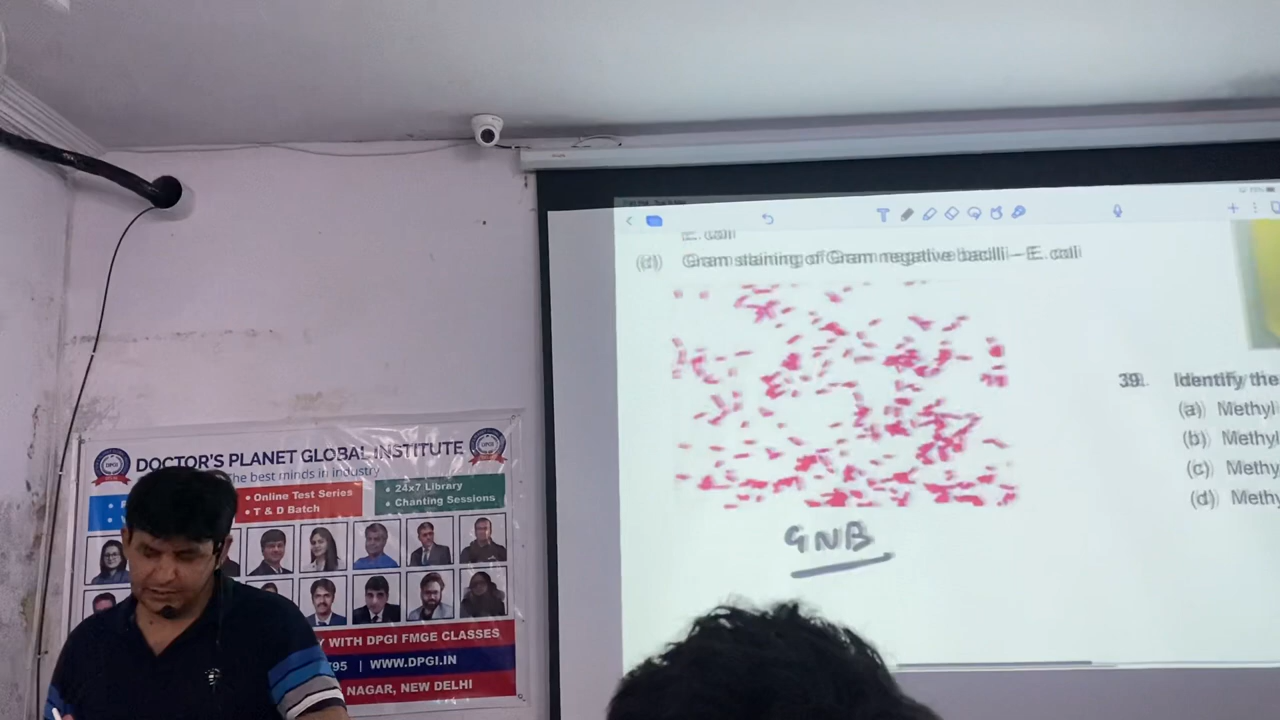 E. coli
(d) Gram staining of Gram negative bacilli – E. coli
GNB
39. Identify the
(a) Methyl
(b) Methyl
(c) Methy
(d) Methy
DOCTOR'S PLANET GLOBAL INSTITUTE
The best minds in industry
• Online Test Series
• T & D Batch
• 24x7 Library
• Chanting Sessions
Y WITH DPGI FMGE CLASSES
795 | WWW.DPGI.IN
NAGAR, NEW DELHI